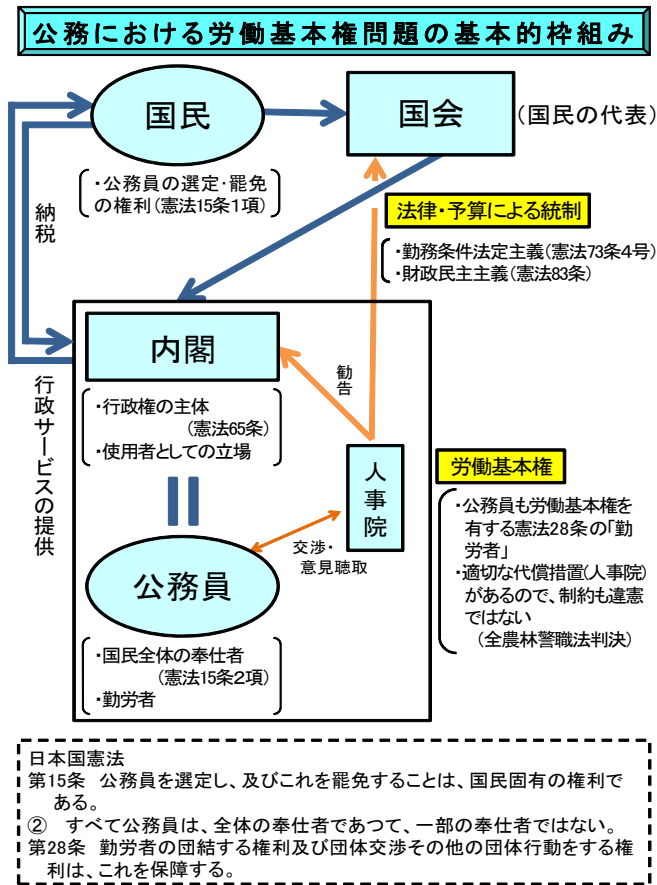 公務における労働基本権問題の基本的枠組み
国民
国会
(国民の代表)
・公務員の選定・罷免
の権利(憲法15条1項)
納税
法律・予算による統制
・勤務条件法定主義(憲法73条4号)
・財政民主主義(憲法83条)
内閣
勧告
行政サービスの提供
・行政権の主体
(憲法65条)
・使用者としての立場
人事院
労働基本権
・公務員も労働基本権を
有する憲法28条の「勤
労者」
・適切な代償措置(人事院)
があるので、制約も違憲
ではない
(全農林警職法判決)
交渉・
意見聴取
公務員
・国民全体の奉仕者
(憲法15条2項)
・勤労者
日本国憲法
第15条 公務員を選定し、及びこれを罷免することは、国民固有の権利で
ある。
② すべて公務員は、全体の奉仕者であつて、一部の奉仕者ではない。
第28条 勤労者の団結する権利及び団体交渉その他の団体行動をする権
利は、これを保障する。